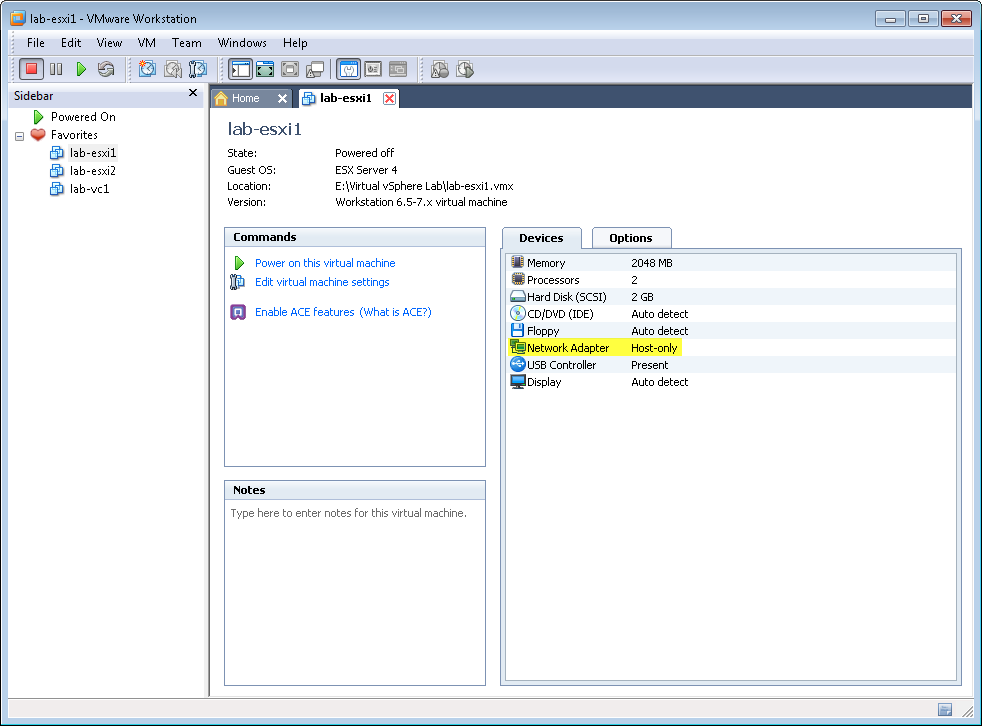 lab-esxi1 - VMware Workstation
File Edit View VM Team Windows Help
Sidebar
Powered On
Favorites
lab-esxi1
lab-esxi2
lab-vc1
Home lab-esxi1
lab-esxi1
State: Powered off
Guest OS: ESX Server 4
Location: E:\Virtual vSphere Lab\lab-esxi1.vmx
Version: Workstation 6.5-7.x virtual machine
Commands
Power on this virtual machine
Edit virtual machine settings
Enable ACE features (What is ACE?)
Notes
Type here to enter notes for this virtual machine.
Devices Options
Memory 2048 MB
Processors 2
Hard Disk (SCSI) 2 GB
CD/DVD (IDE) Auto detect
Floppy Auto detect
Network Adapter Host-only
USB Controller Present
Display Auto detect